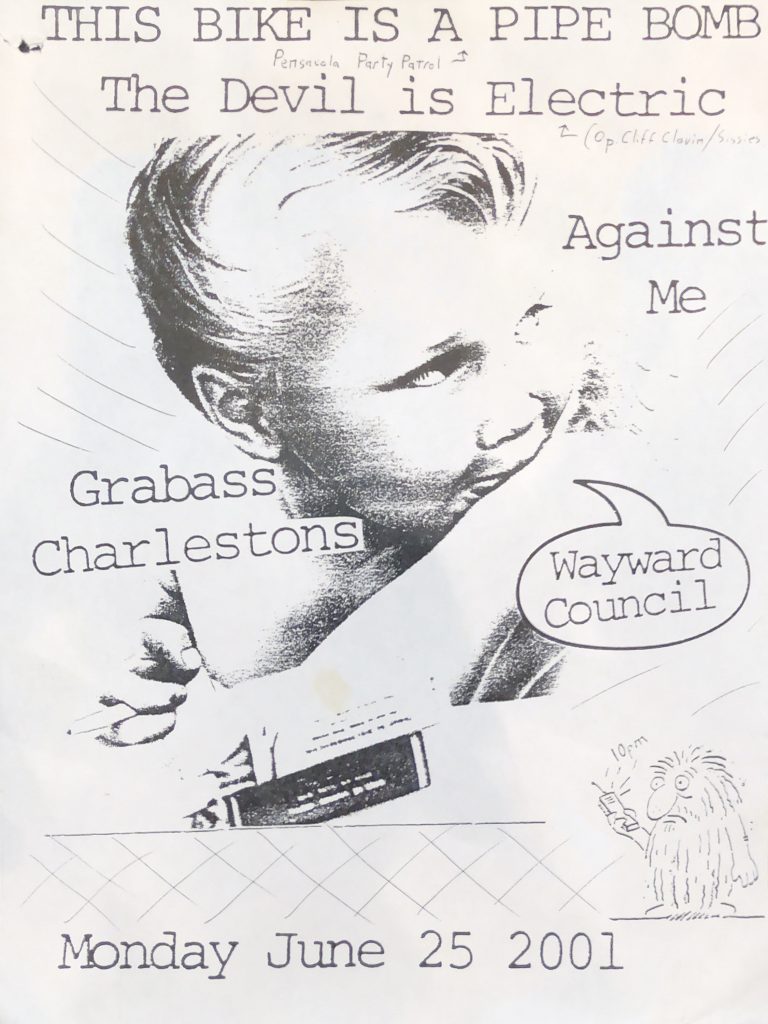 THIS BIKE IS A PIPE BOMB
Pensacola Party Patrol
The Devil is Electric
(Op. Cliff Clavin/Sissies
Against
Me
Grabass
Charlestons
Wayward
Council
10pm
Monday June 25 2001